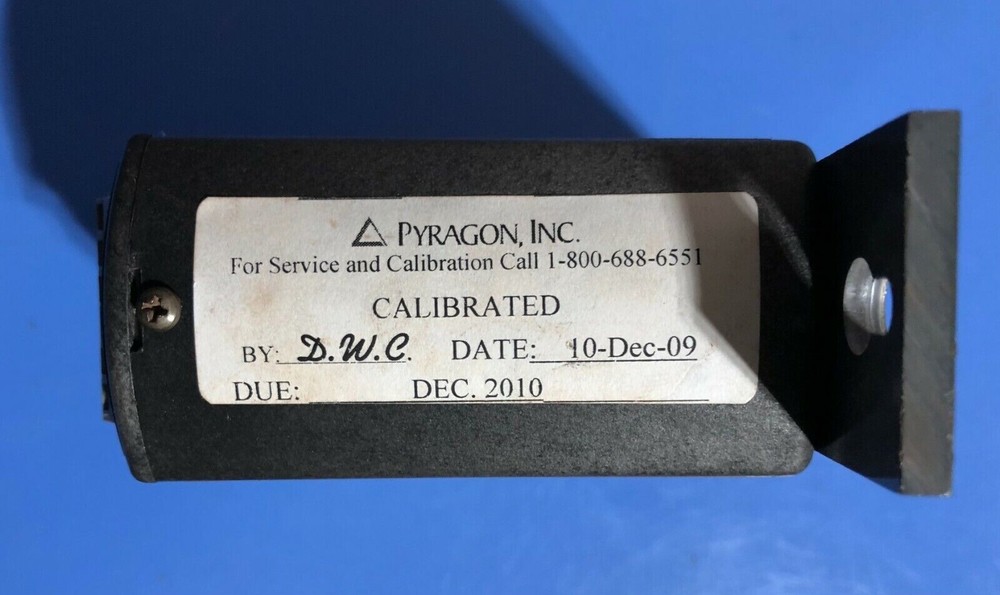 PYRAGON, INC.
For Service and Calibration Call 1-800-688-6551
CALIBRATED
BY: D.W.C. DATE: 10-Dec-09
DUE: DEC. 2010